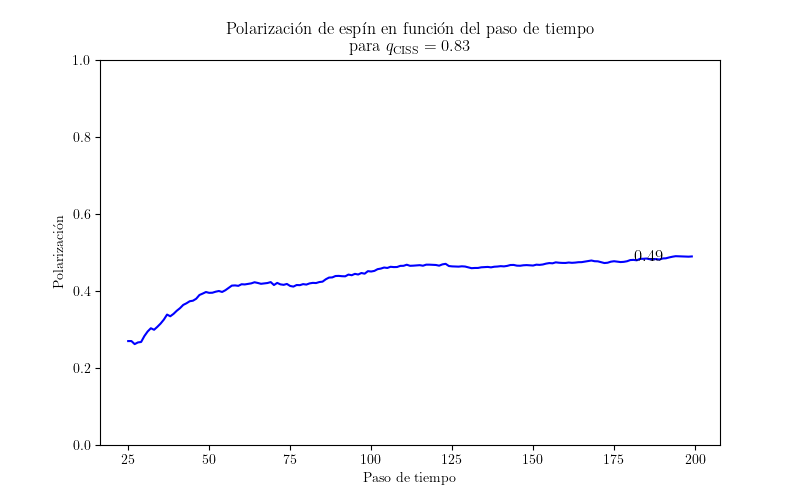 Polarización de espín en función del paso de tiempo
para q_CISS = 0.83
1.0
0.8
0.6
0.4
0.2
0.0
Polarización
0.49
25 50 75 100 125 150 175 200
Paso de tiempo